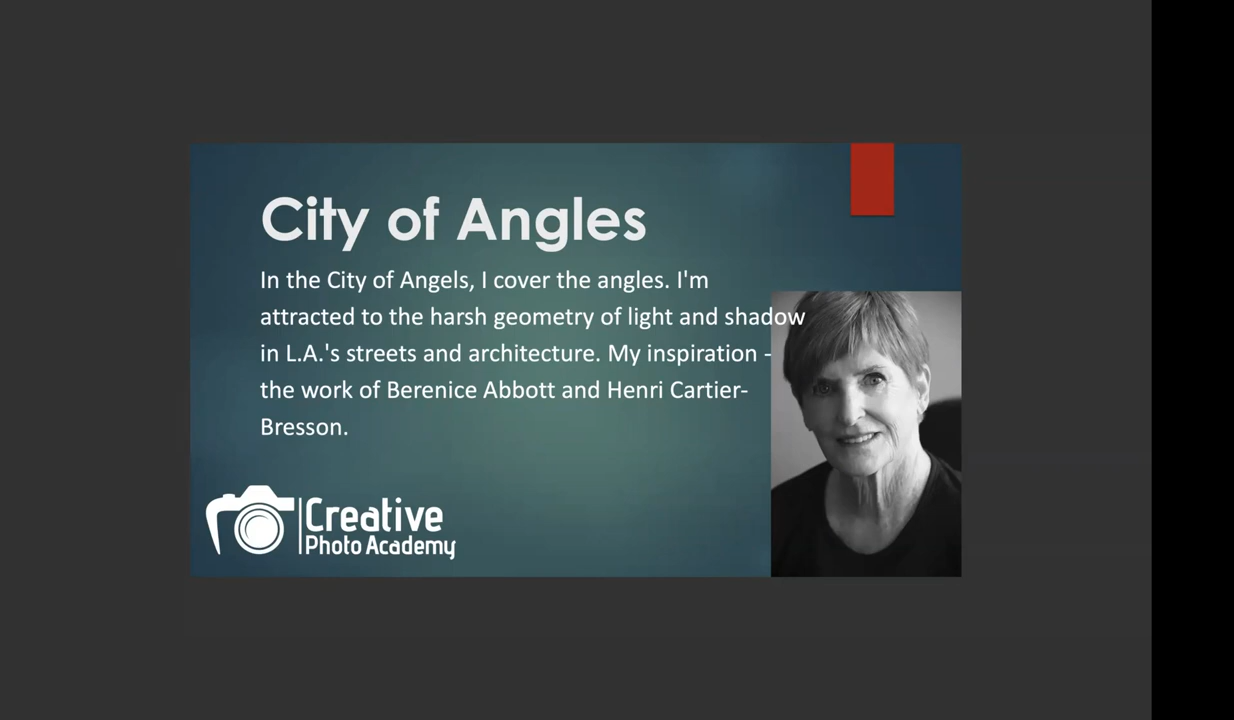 City of Angles
In the City of Angels, I cover the angles. I'm
attracted to the harsh geometry of light and shadow
in L.A.'s streets and architecture. My inspiration -
the work of Berenice Abbott and Henri Cartier-
Bresson.
Creative
Photo Academy